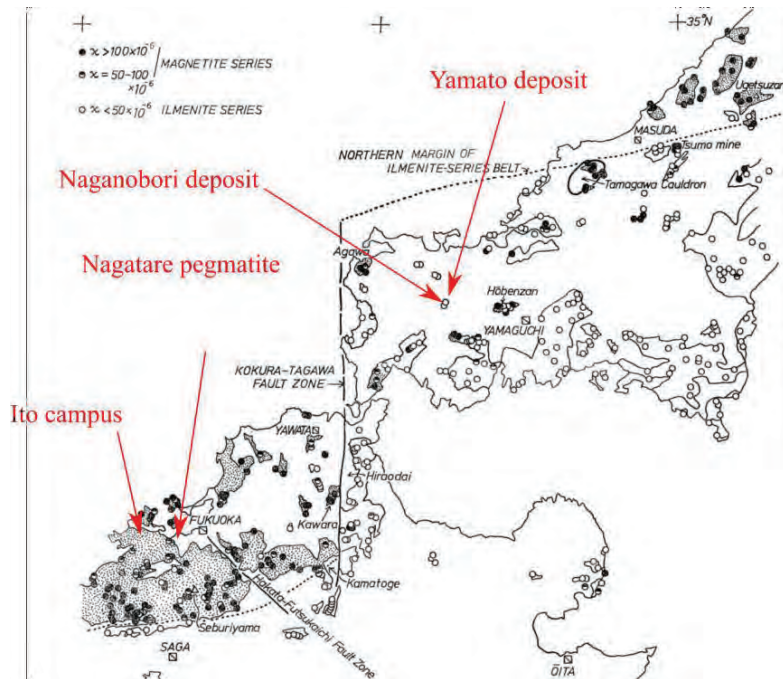 35°N
ϰ >100×10⁻⁶
ϰ = 50~100
×10⁻⁶
MAGNETITE SERIES
ϰ <50×10⁻⁶ ILMENITE SERIES
Yamato deposit
Ugetsuzan
MASUDA
Tsumo mine
NORTHERN MARGIN OF
ILMENITE-SERIES BELT
Tamagawa Cauldron
Naganobori deposit
Agawa
Nagatare pegmatite
Hōbenzan
YAMAGUCHI
KOKURA-TAGAWA
FAULT ZONE
Ito campus
YAWATA
Hiraodai
Kawara
FUKUOKA
Kamatoge
Hakata-Futsukaichi Fault Zone
Seburiyama
SAGA
ŌITA